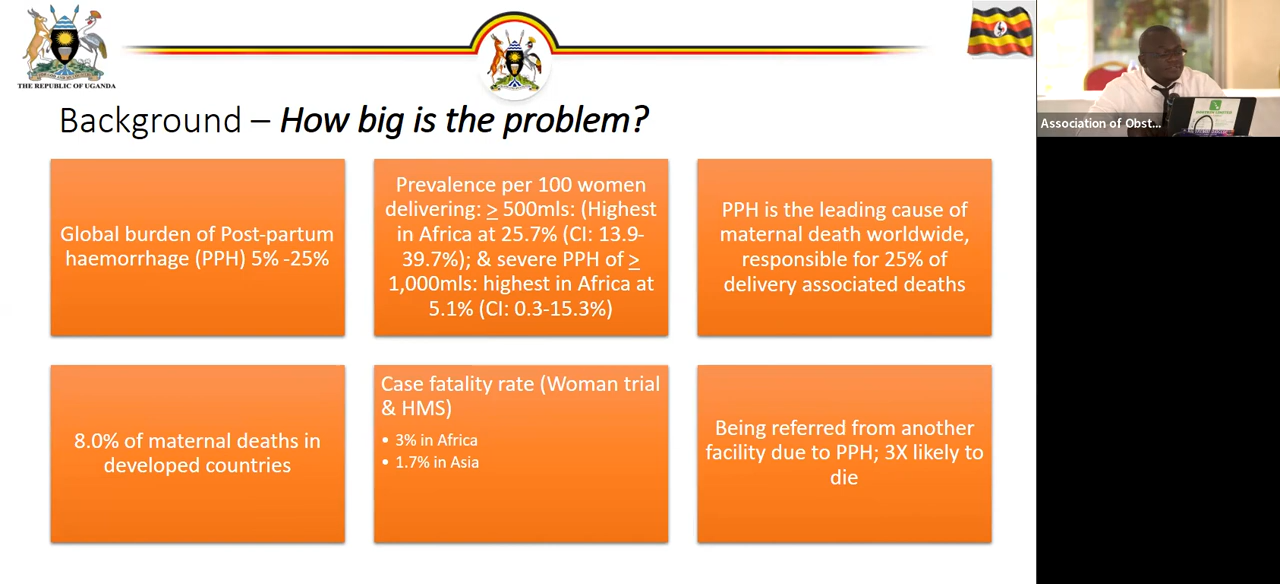 THE REPUBLIC OF UGANDA
Background – How big is the problem?
Global burden of Post-partum
haemorrhage (PPH) 5% -25%
Prevalence per 100 women
delivering: ≥ 500mls: (Highest
in Africa at 25.7% (CI: 13.9-
39.7%); & severe PPH of ≥
1,000mls: highest in Africa at
5.1% (CI: 0.3-15.3%)
PPH is the leading cause of
maternal death worldwide,
responsible for 25% of
delivery associated deaths
8.0% of maternal deaths in
developed countries
Case fatality rate (Woman trial
& HMS)
• 3% in Africa
• 1.7% in Asia
Being referred from another
facility due to PPH; 3X likely to
die
Association of Obst...